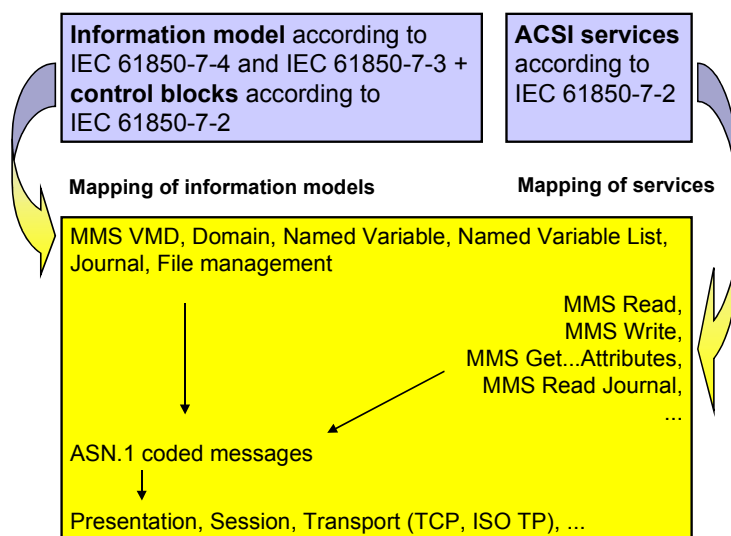 Information model according to
IEC 61850-7-4 and IEC 61850-7-3 +
control blocks according to
IEC 61850-7-2
ACSI services
according to
IEC 61850-7-2
Mapping of information models
Mapping of services
MMS VMD, Domain, Named Variable, Named Variable List,
Journal, File management
MMS Read,
MMS Write,
MMS Get...Attributes,
MMS Read Journal,
...
ASN.1 coded messages
Presentation, Session, Transport (TCP, ISO TP), ...